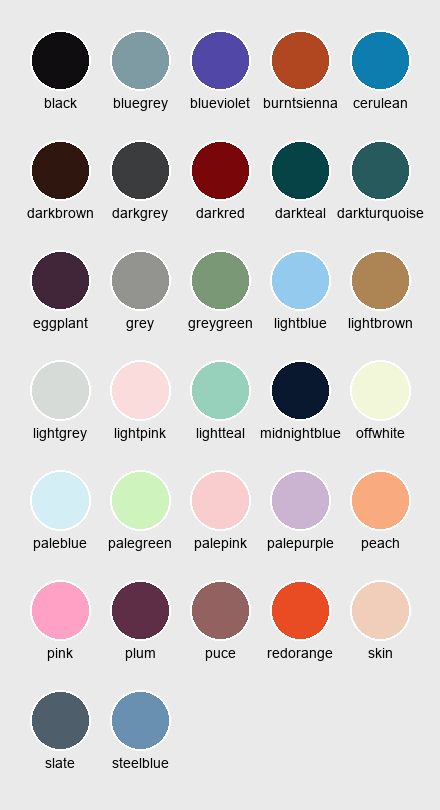 black bluegrey blueviolet burntsienna cerulean
darkbrown darkgrey darkred darkteal darkturquoise
eggplant grey greygreen lightblue lightbrown
lightgrey lightpink lightteal midnightblue offwhite
paleblue palegreen palepink palepurple peach
pink plum puce redorange skin
slate steelblue